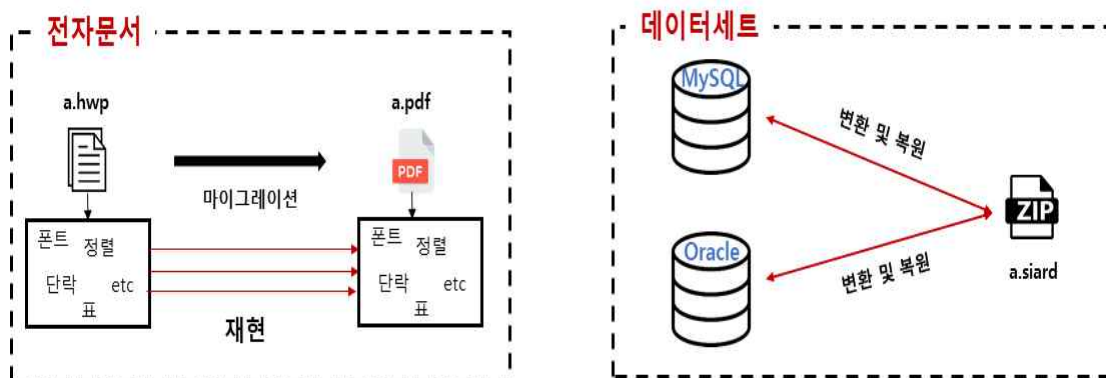 전자문서
a.hwp
a.pdf
PDF
마이그레이션
폰트 정렬
단락 etc
표
폰트 정렬
단락 etc
표
재현
데이터세트
MySQL
변환 및 복원
ZIP
Oracle
변환 및 복원
a.siard